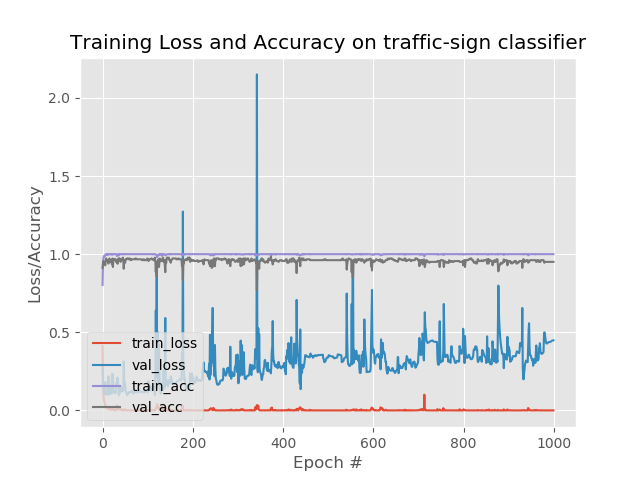 Training Loss and Accuracy on traffic-sign classifier
Loss/Accuracy
2.0
1.5
1.0
0.5
0.0
train_loss
val_loss
train_acc
val_acc
0 200 400 600 800 1000
Epoch #